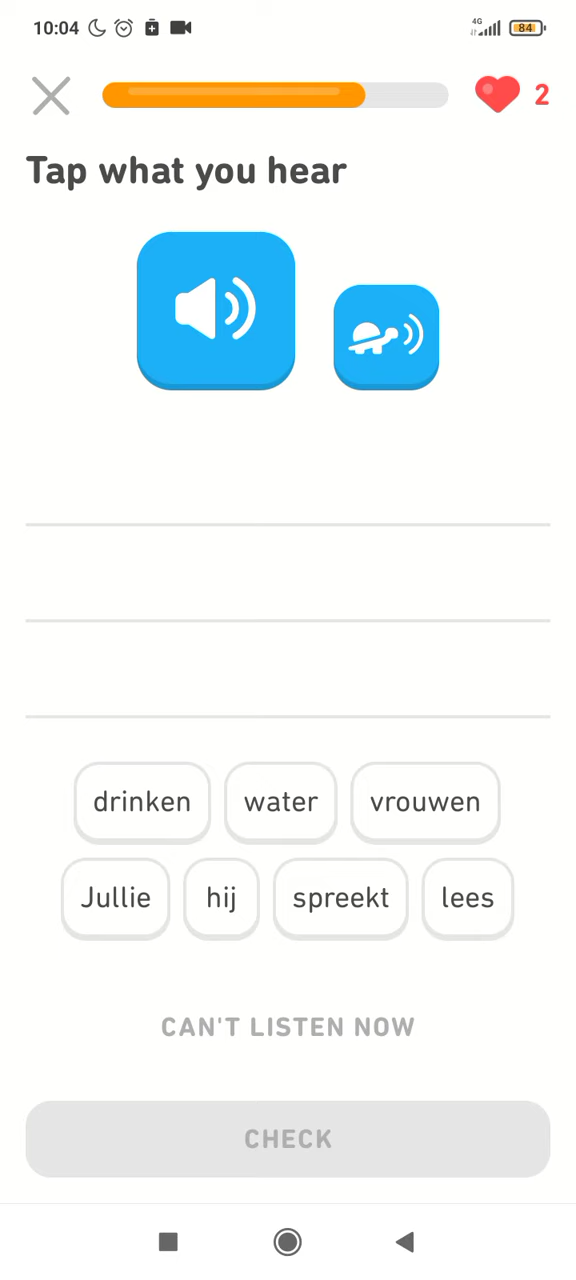 10:04 4G 84
2
Tap what you hear
drinken water vrouwen
Jullie hij spreekt lees
CAN'T LISTEN NOW
CHECK